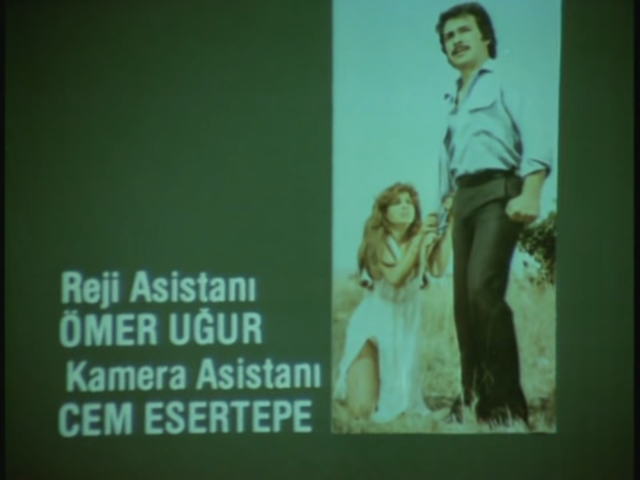 Reji Asistanı
ÖMER UĞUR
Kamera Asistanı
CEM ESERTEPE